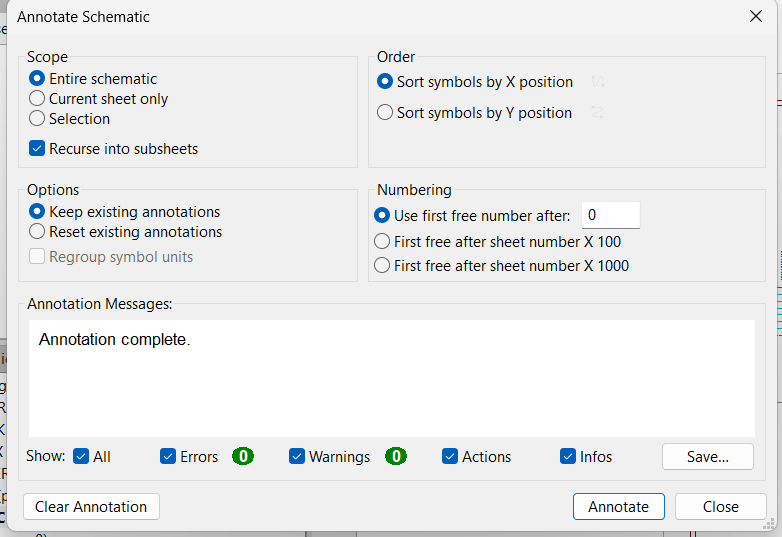 Annotate Schematic
Scope
Entire schematic
Current sheet only
Selection
Recurse into subsheets
Order
Sort symbols by X position
Sort symbols by Y position
Options
Keep existing annotations
Reset existing annotations
Regroup symbol units
Numbering
Use first free number after: 0
First free after sheet number X 100
First free after sheet number X 1000
Annotation Messages:
Annotation complete.
Show: All Errors 0 Warnings 0 Actions Infos Save...
Clear Annotation Annotate Close